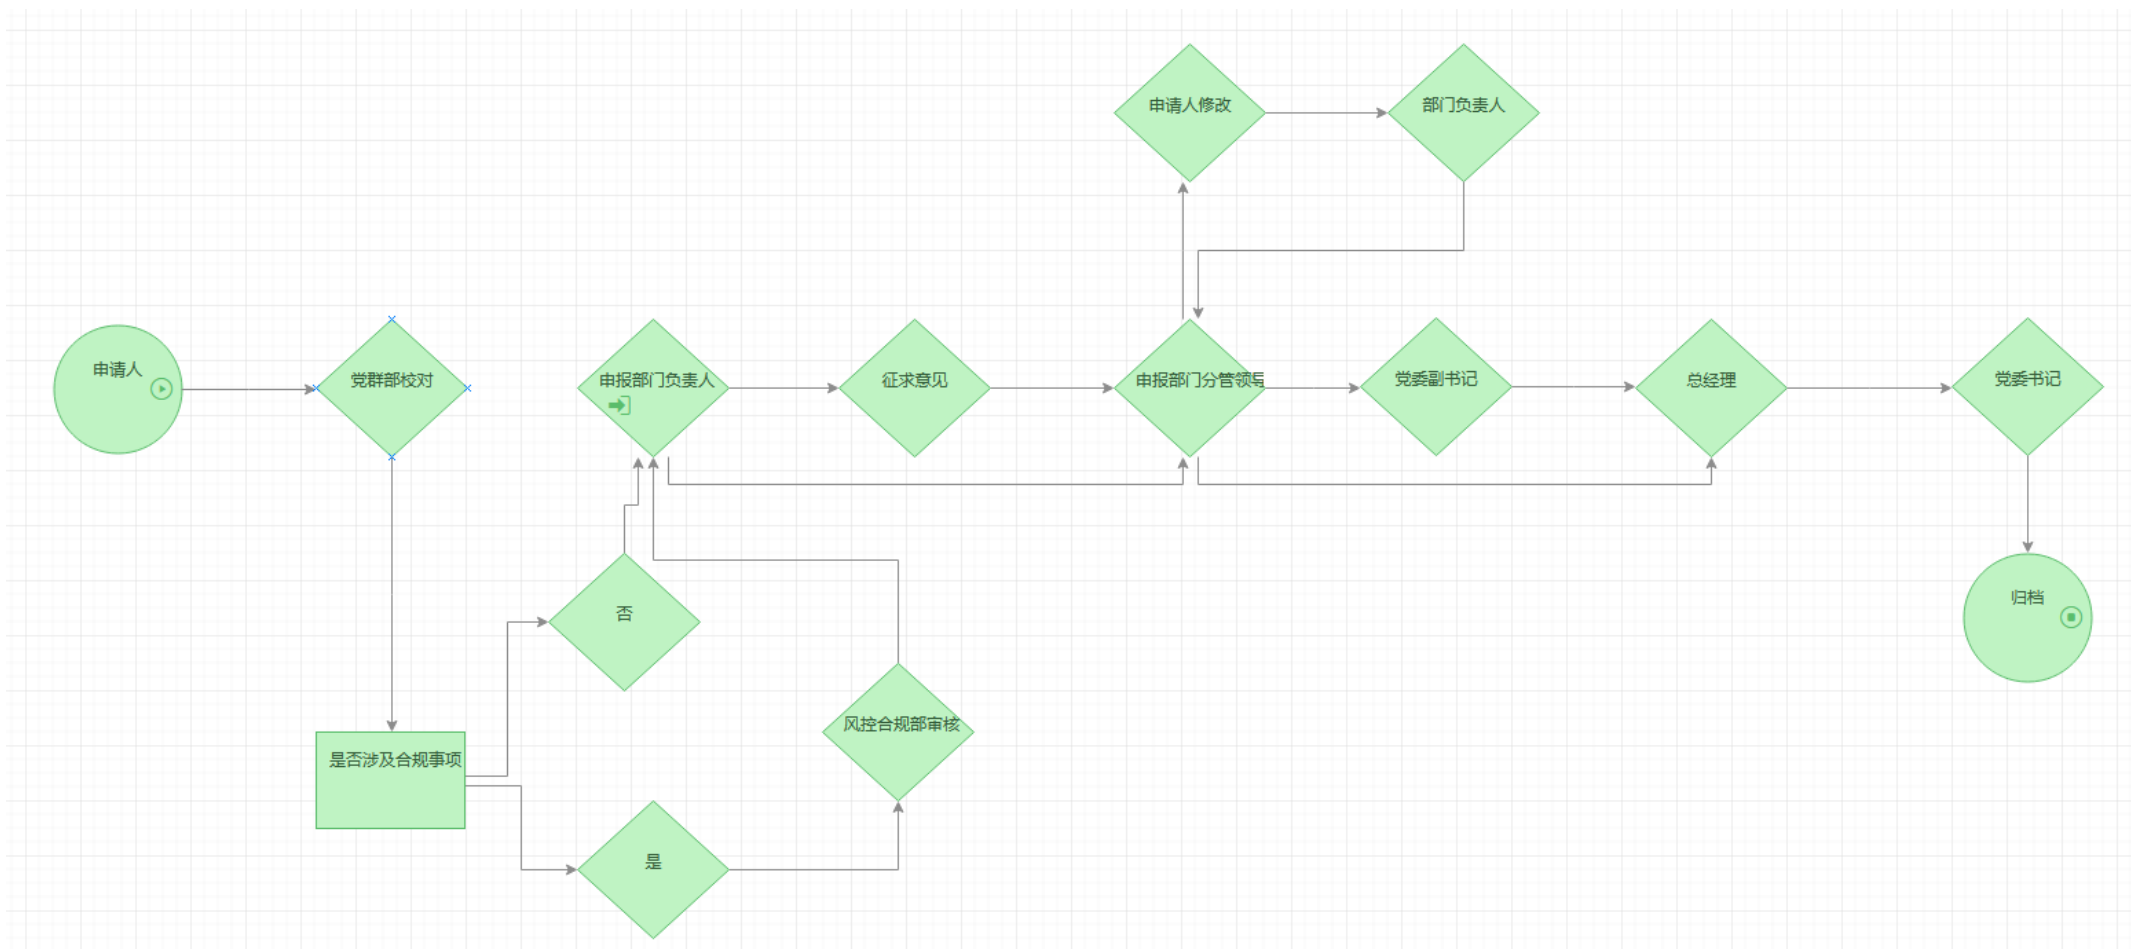 申请人修改
部门负责人
申请人
党群部校对
申报部门负责人
征求意见
申报部门分管领导
党委副书记
总经理
党委书记
否
归档
风控合规部审核
是否涉及合规事项
是